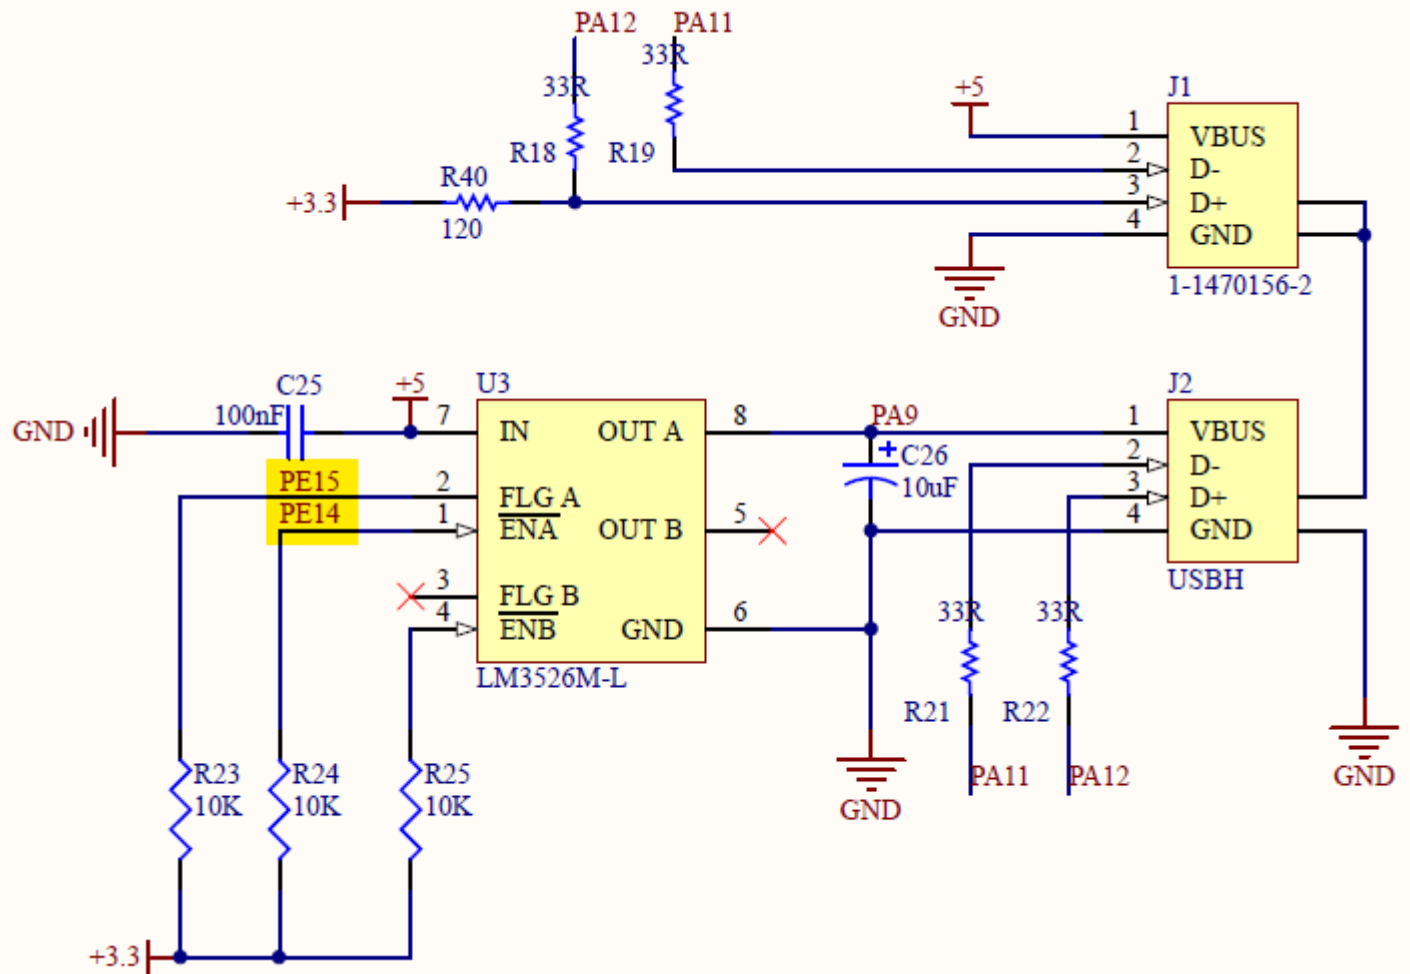 PA12
PA11
33R
33R
R18
R19
+5
J1
1
VBUS
2
D-
3
D+
4
GND
1-1470156-2
R40
+3.3
120
GND
C25
100nF
GND
+5
U3
7
IN
OUT A
8
PE15
2
FLG A
PE14
1
ENA
OUT B
5
3
FLG B
4
ENB
GND
6
LM3526M-L
PA9
C26
10uF
J2
1
VBUS
2
D-
3
D+
4
GND
USBH
33R
33R
R21
R22
PA11
PA12
GND
GND
R23
10K
R24
10K
R25
10K
+3.3